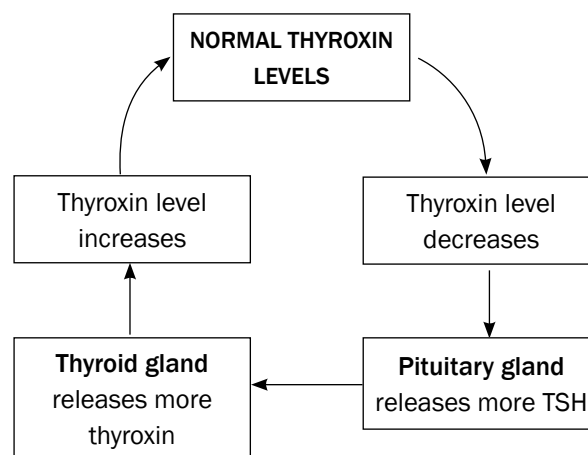 NORMAL THYROXIN
LEVELS
Thyroxin level
decreases
Pituitary gland
releases more TSH
Thyroid gland
releases more
thyroxin
Thyroxin level
increases